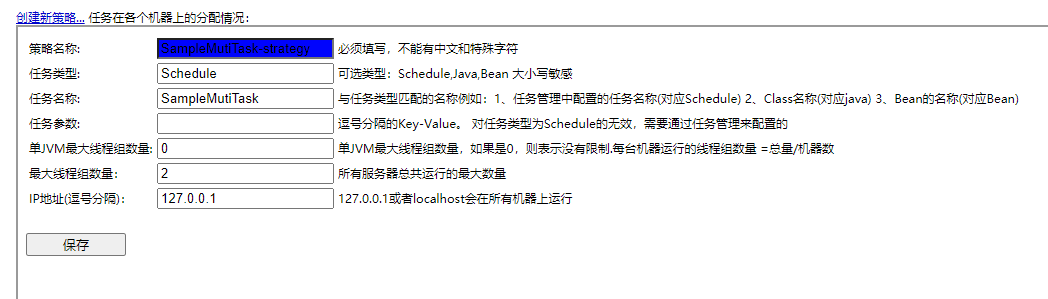 创建新策略... 任务在各个机器上的分配情况：
策略名称: SampleMutiTask-strategy 必须填写，不能有中文和特殊字符
任务类型: Schedule 可选类型：Schedule,Java,Bean 大小写敏感
任务名称: SampleMutiTask 与任务类型匹配的名称例如：1、任务管理中配置的任务名称(对应Schedule) 2、Class名称(对应java) 3、Bean的名称(对应Bean)
任务参数: 逗号分隔的Key-Value。 对任务类型为Schedule的无效，需要通过任务管理来配置的
单JVM最大线程组数量: 0 单JVM最大线程组数量，如果是0，则表示没有限制.每台机器运行的线程组数量 =总量/机器数
最大线程组数量： 2 所有服务器总共运行的最大数量
IP地址(逗号分隔)： 127.0.0.1 127.0.0.1或者localhost会在所有机器上运行
保存